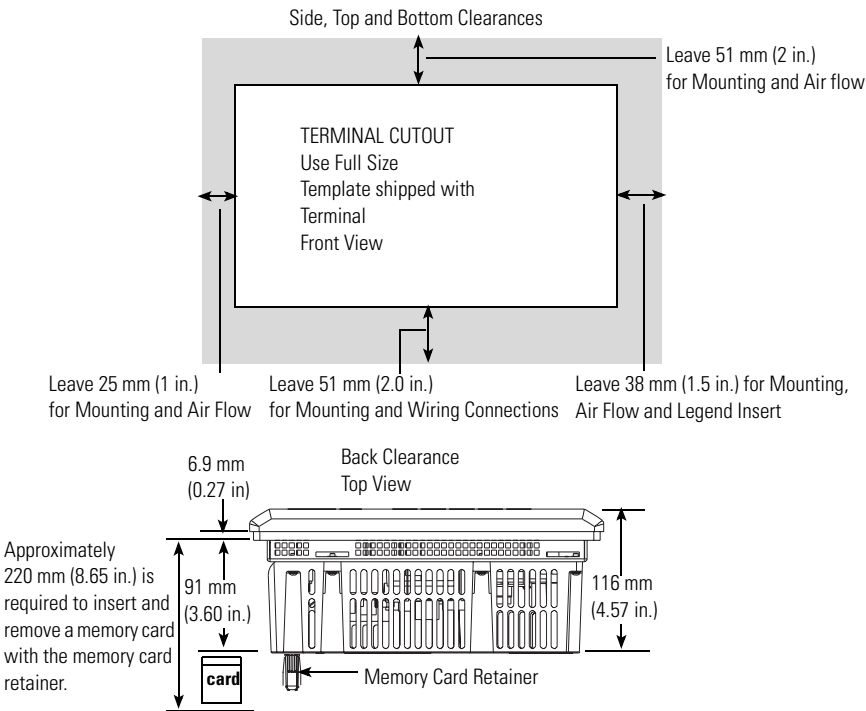 Side, Top and Bottom Clearances
Leave 51 mm (2 in.)
for Mounting and Air flow
TERMINAL CUTOUT
Use Full Size
Template shipped with
Terminal
Front View
Leave 25 mm (1 in.)
for Mounting and Air Flow
Leave 51 mm (2.0 in.)
for Mounting and Wiring Connections
Leave 38 mm (1.5 in.) for Mounting,
Air Flow and Legend Insert
6.9 mm
(0.27 in)
Back Clearance
Top View
Approximately
220 mm (8.65 in.) is
required to insert and
remove a memory card
with the memory card
retainer.
91 mm
(3.60 in.)
116 mm
(4.57 in.)
card
Memory Card Retainer